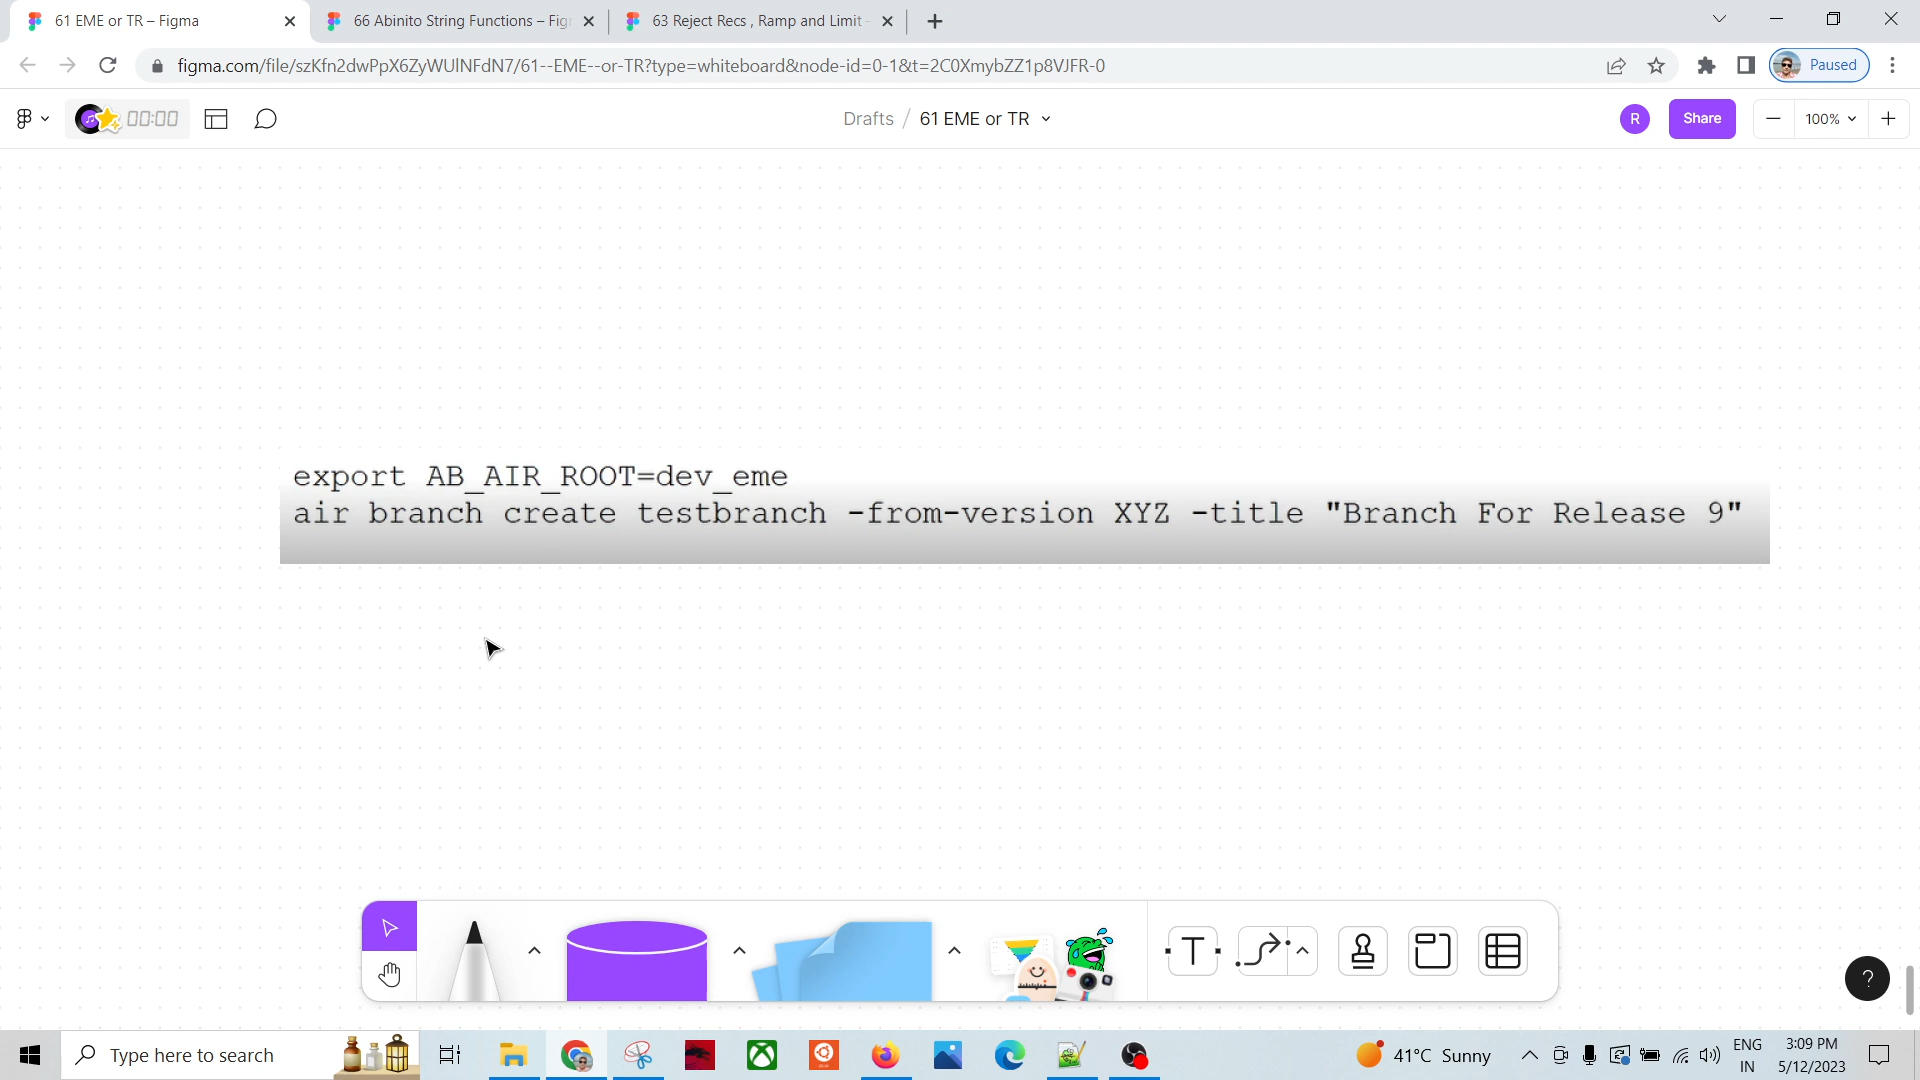 61 EME or TR – Figma
66 Abinito String Functions – Fig
63 Reject Recs , Ramp and Limit
figma.com/file/szKfn2dwPpX6ZyWUlNFdN7/61--EME--or-TR?type=whiteboard&node-id=0-1&t=2C0XmybZZ1p8VJFR-0
Paused
00:00
Drafts / 61 EME or TR
R
Share
100%
export AB_AIR_ROOT=dev_eme
air branch create testbranch -from-version XYZ -title "Branch For Release 9"
T
?
Type here to search
41°C Sunny
ENG
IN
3:09 PM
5/12/2023